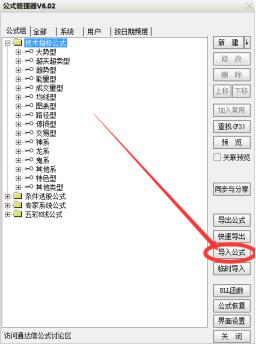 公式管理器V6.02
公式组 全部 系统 用户 按日期频度
技术指标公式
大势型
超买超卖型
趋势型
能量型
成交量型
均线型
图表型
路径型
停损型
交易型
神系
龙系
鬼系
其他系
特色型
其他类型
条件选股公式
专家系统公式
五彩K线公式
新 建
修 改
删 除
上移 下移
加入常用
查找(F3)
预 览
关联预览
同步与分享
导出公式
快速导出
导入公式
临时导入
DLL函数
公式恢复
界面设置
关 闭
访问通达信公式讨论区